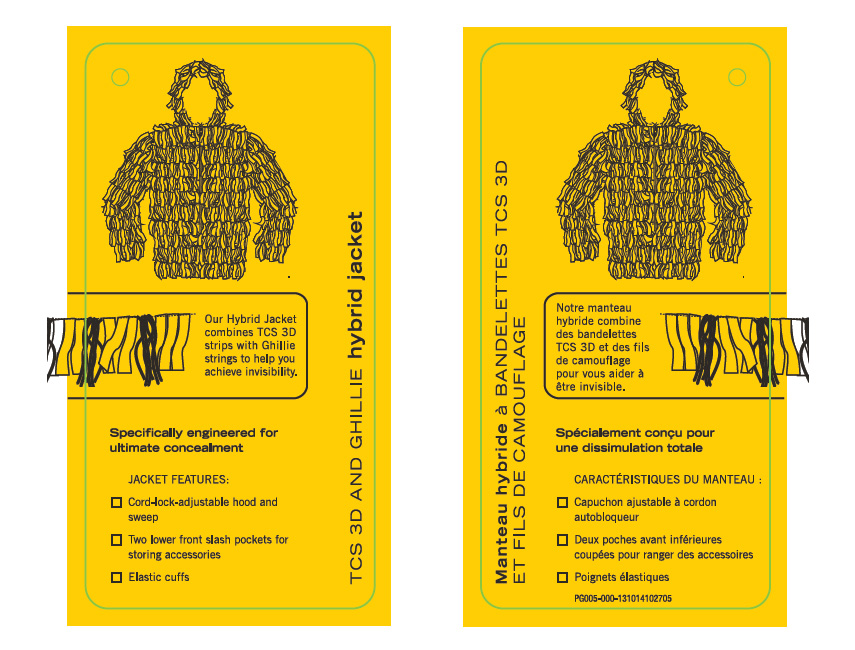 Our Hybrid Jacket
combines TCS 3D
strips with Ghillie
strings to help you
achieve invisibility.
Specifically engineered for
ultimate concealment
JACKET FEATURES:
Cord-lock-adjustable hood and
sweep
Two lower front slash pockets for
storing accessories
Elastic cuffs
TCS 3D AND GHILLIE hybrid jacket
Manteau hybride à BANDELETTES TCS 3D
ET FILS DE CAMOUFLAGE
Notre manteau
hybride combine
des bandelettes
TCS 3D et des fils
de camouflage
pour vous aider à
être invisible.
Spécialement conçu pour
une dissimulation totale
CARACTÉRISTIQUES DU MANTEAU :
Capuchon ajustable à cordon
autobloqueur
Deux poches avant inférieures
coupées pour ranger des accessoires
Poignets élastiques
PG005-000-131014102705